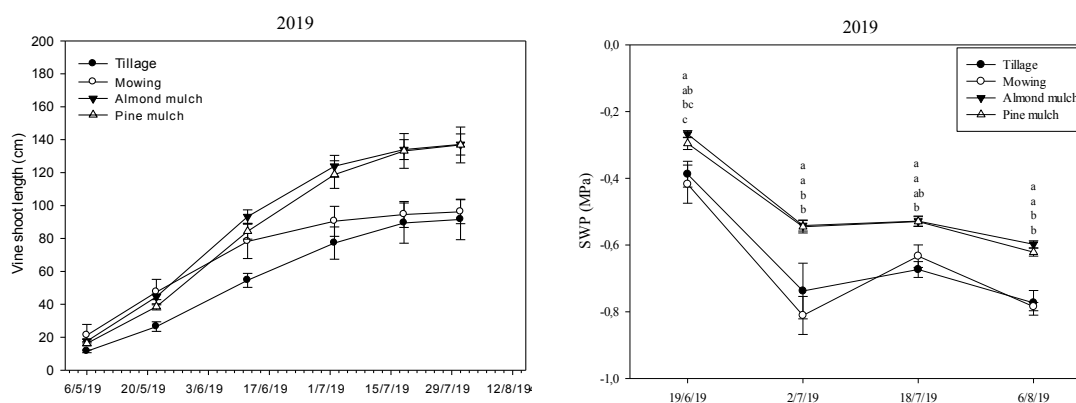 2019
200
180
160
140
120
100
80
60
40
20
0
Vine shoot length (cm)
Tillage
Mowing
Almond mulch
Pine mulch
6/5/19 20/5/19 3/6/19 17/6/19 1/7/19 15/7/19 29/7/19 12/8/19
2019
0,0
-0,2
-0,4
-0,6
-0,8
-1,0
SWP (MPa)
Tillage
Mowing
Almond mulch
Pine mulch
a
ab
bc
c
a
a
b
b
a
a
ab
b
a
a
b
b
19/6/19 2/7/19 18/7/19 6/8/19